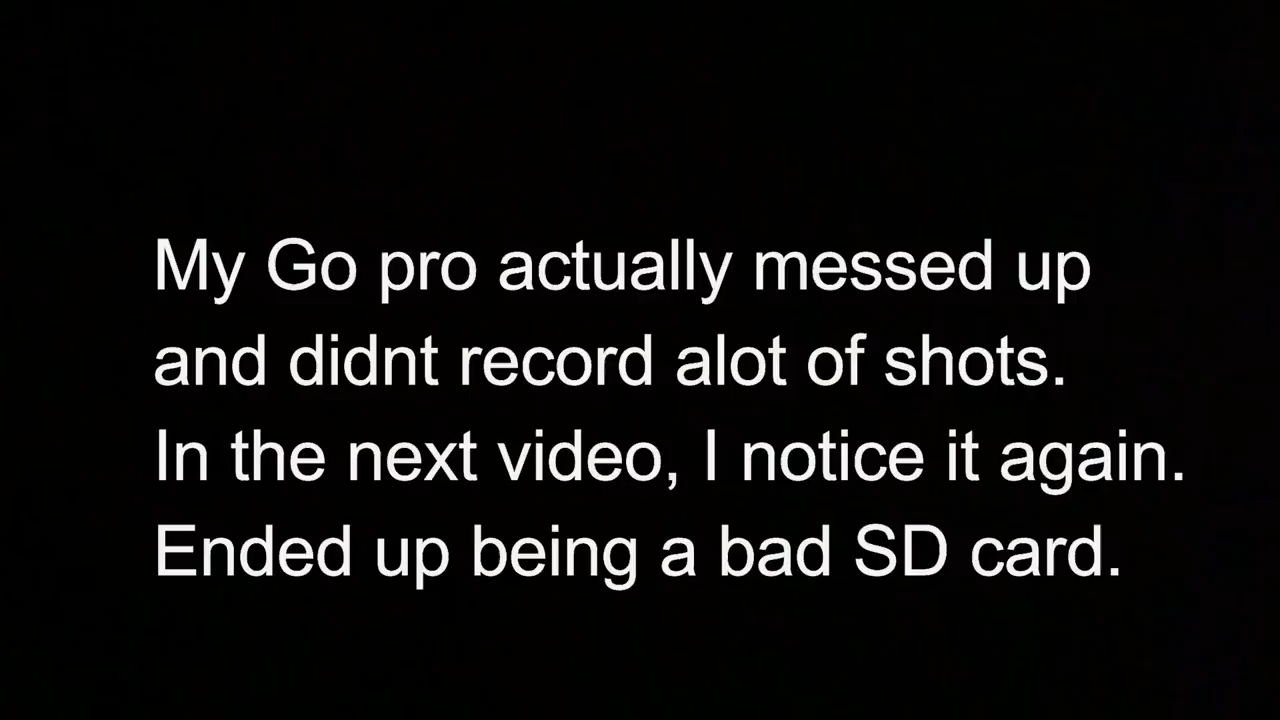 My Go pro actually messed up
and didnt record alot of shots.
In the next video, I notice it again.
Ended up being a bad SD card.